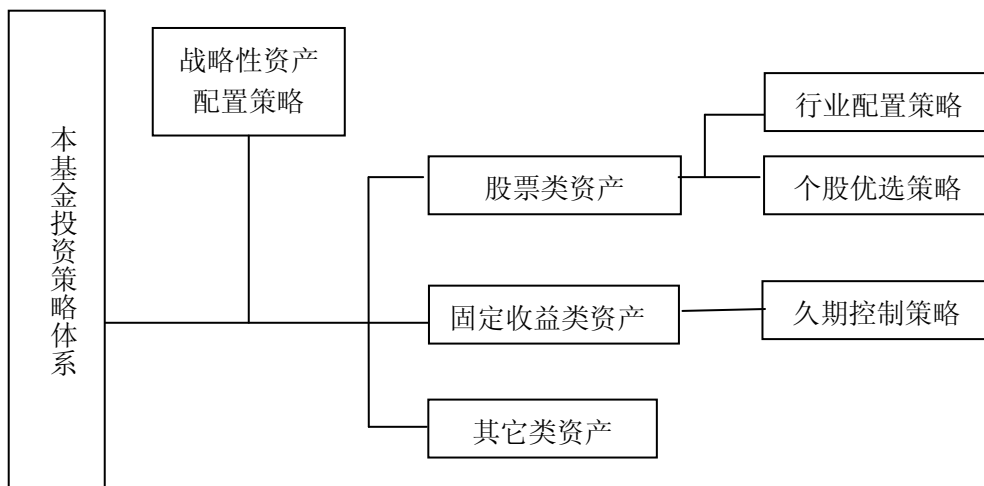 本基金投资策略体系
战略性资产
配置策略
股票类资产
行业配置策略
个股优选策略
固定收益类资产
久期控制策略
其它类资产